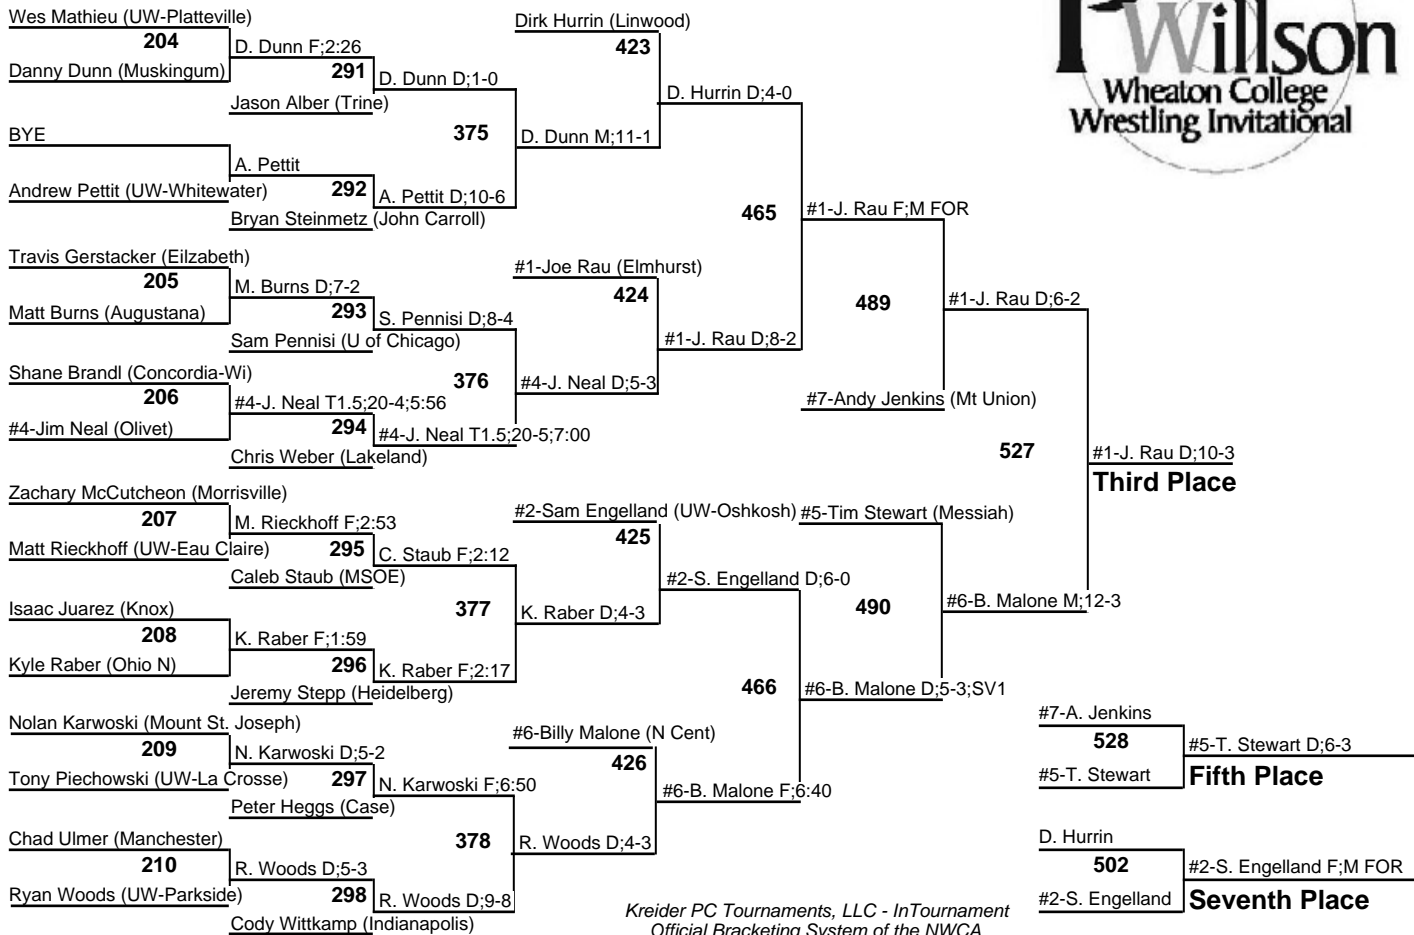 Wes Mathieu (UW-Platteville)
204
D. Dunn F;2:26
Danny Dunn (Muskingum)
291
D. Dunn D;1-0
Jason Alber (Trine)
BYE
375
D. Dunn M;11-1
A. Pettit
Andrew Pettit (UW-Whitewater)
292
A. Pettit D;10-6
Bryan Steinmetz (John Carroll)
Travis Gerstacker (Eilzabeth)
205
M. Burns D;7-2
Matt Burns (Augustana)
293
S. Pennisi D;8-4
Sam Pennisi (U of Chicago)
Shane Brandl (Concordia-Wi)
376
#4-J. Neal D;5-3
206
#4-J. Neal T1.5;20-4;5:56
#4-Jim Neal (Olivet)
294
#4-J. Neal T1.5;20-5;7:00
Chris Weber (Lakeland)
Zachary McCutcheon (Morrisville)
207
M. Rieckhoff F;2:53
Matt Rieckhoff (UW-Eau Claire)
295
C. Staub F;2:12
Caleb Staub (MSOE)
Isaac Juarez (Knox)
377
K. Raber D;4-3
208
K. Raber F;1:59
Kyle Raber (Ohio N)
296
K. Raber F;2:17
Jeremy Stepp (Heidelberg)
Nolan Karwoski (Mount St. Joseph)
209
N. Karwoski D;5-2
Tony Piechowski (UW-La Crosse)
297
N. Karwoski F;6:50
Peter Heggs (Case)
Chad Ulmer (Manchester)
378
R. Woods D;4-3
210
R. Woods D;5-3
Ryan Woods (UW-Parkside)
298
R. Woods D;9-8
Cody Wittkamp (Indianapolis)
Dirk Hurrin (Linwood)
423
D. Hurrin D;4-0
465
#1-J. Rau F;M FOR
#1-Joe Rau (Elmhurst)
424
#1-J. Rau D;8-2
489
#1-J. Rau D;6-2
#7-Andy Jenkins (Mt Union)
527
#1-J. Rau D;10-3
Third Place
#2-Sam Engelland (UW-Oshkosh)
#5-Tim Stewart (Messiah)
425
#2-S. Engelland D;6-0
490
#6-B. Malone M;12-3
466
#6-B. Malone D;5-3;SV1
#6-Billy Malone (N Cent)
426
#6-B. Malone F;6:40
#7-A. Jenkins
528
#5-T. Stewart D;6-3
#5-T. Stewart
Fifth Place
D. Hurrin
502
#2-S. Engelland F;M FOR
#2-S. Engelland
Seventh Place
Willson
Wheaton College
Wrestling Invitational
Kreider PC Tournaments, LLC - InTournament
Official Bracketing System of the NWCA